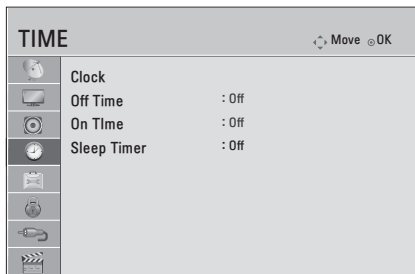 TIME
Move OK
Clock
Off Time : Off
On TIme : Off
Sleep Timer : Off